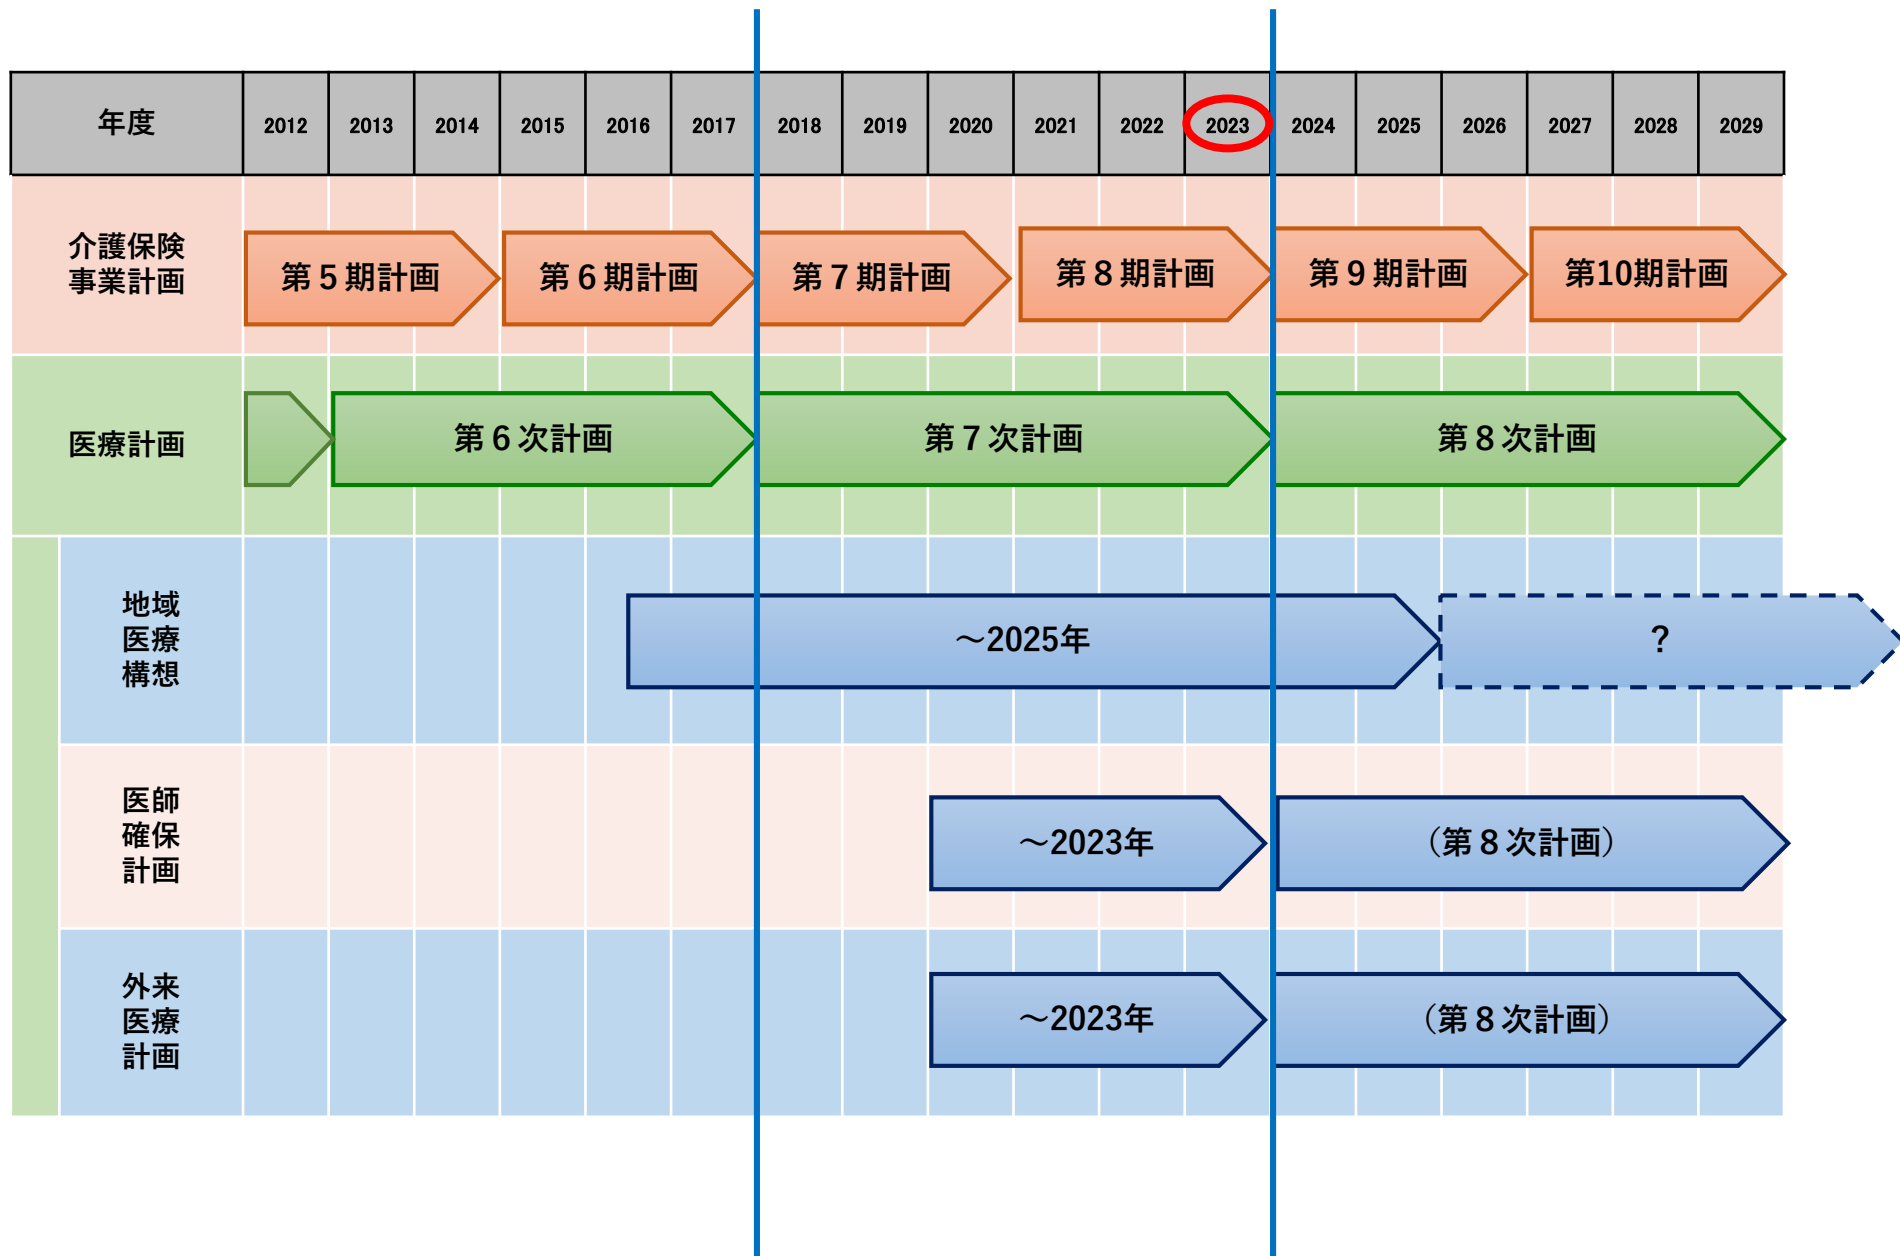 年度 2012 2013 2014 2015 2016 2017 2018 2019 2020 2021 2022 2023 2024 2025 2026 2027 2028 2029
介護保険
事業計画
第５期計画 第６期計画 第７期計画 第８期計画 第９期計画 第10期計画
医療計画
第６次計画 第７次計画 第８次計画
地域
医療
構想
～2025年 ？
医師
確保
計画
～2023年 （第８次計画）
外来
医療
計画
～2023年 （第８次計画）